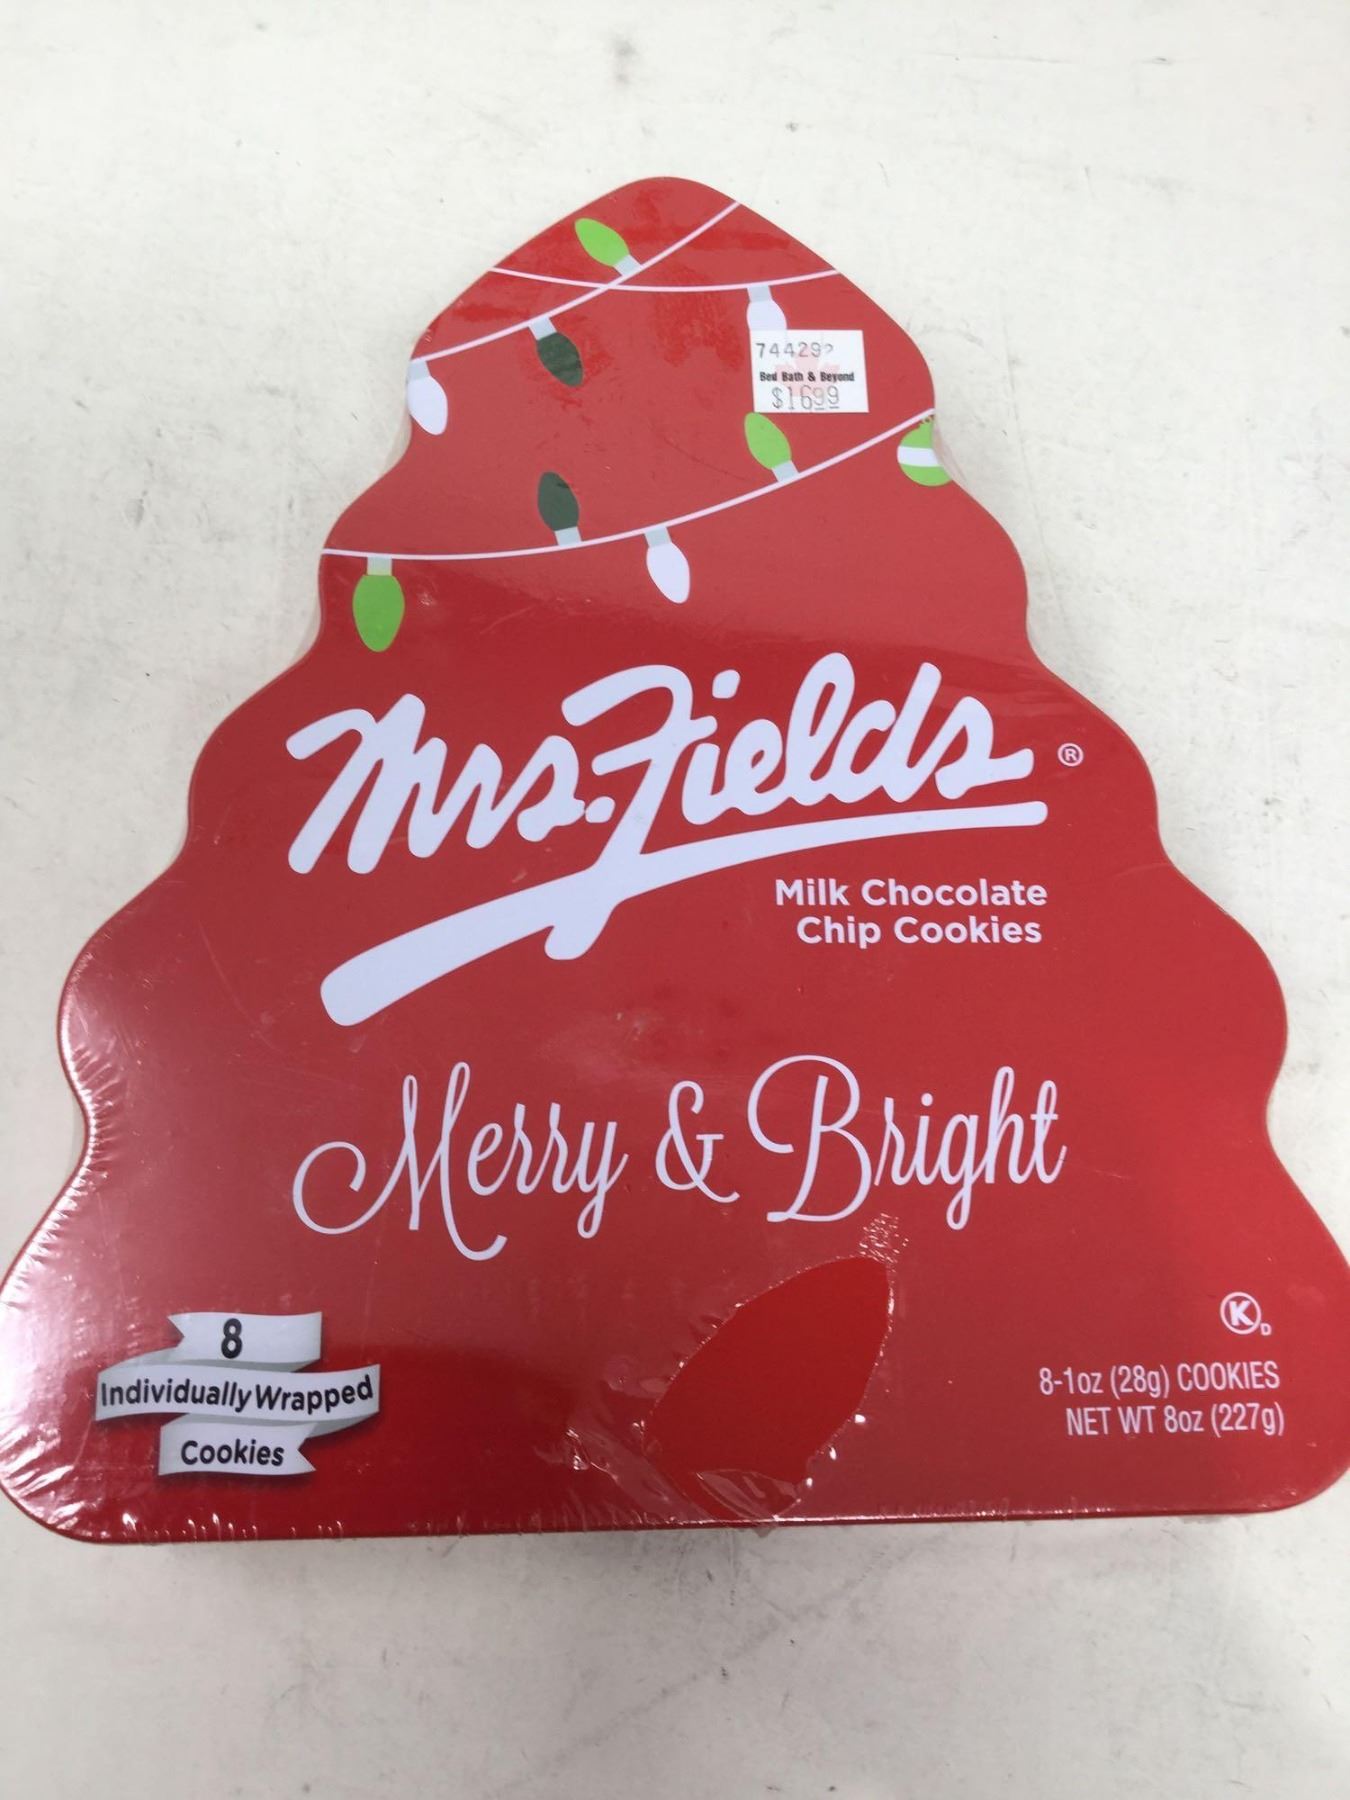 Bed Bath & Beyond
$16.99
Mrs. Fields®
Milk Chocolate
Chip Cookies
Merry & Bright
8
Individually Wrapped
Cookies
K D
8-1oz (28g) COOKIES
NET WT 8oz (227g)